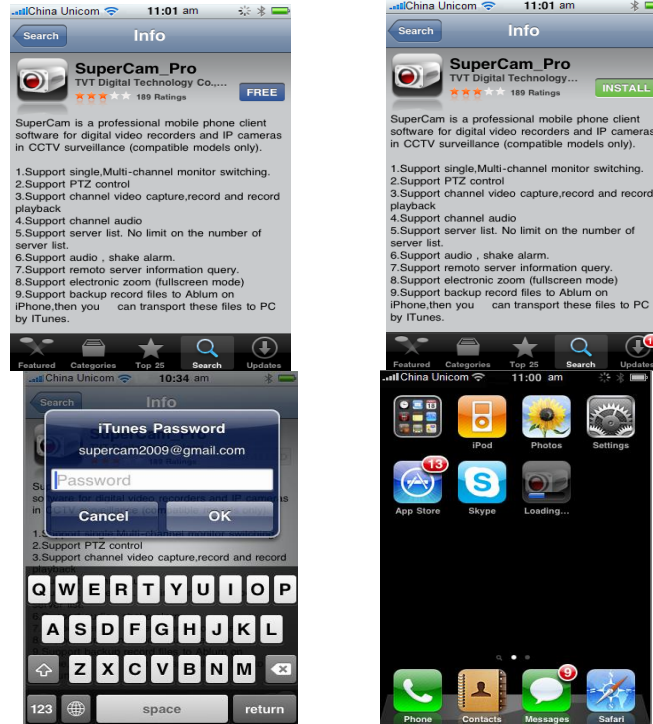 China Unicom 11:01 am
Search Info
SuperCam_Pro
TVT Digital Technology Co.,...
189 Ratings FREE
SuperCam is a professional mobile phone client
software for digital video recorders and IP cameras
in CCTV surveillance (compatible models only).
1.Support single,Multi-channel monitor switching.
2.Support PTZ control
3.Support channel video capture,record and record
playback
4.Support channel audio
5.Support server list. No limit on the number of
server list.
6.Support audio , shake alarm.
7.Support remoto server information query.
8.Support electronic zoom (fullscreen mode)
9.Support backup record files to Ablum on
iPhone,then you can transport these files to PC
by ITunes.
Featured Categories Top 25 Search Updates
China Unicom 11:01 am
Search Info
SuperCam_Pro
TVT Digital Technology...
189 Ratings INSTALL
SuperCam is a professional mobile phone client
software for digital video recorders and IP cameras
in CCTV surveillance (compatible models only).
1.Support single,Multi-channel monitor switching.
2.Support PTZ control
3.Support channel video capture,record and record
playback
4.Support channel audio
5.Support server list. No limit on the number of
server list.
6.Support audio , shake alarm.
7.Support remoto server information query.
8.Support electronic zoom (fullscreen mode)
9.Support backup record files to Ablum on
iPhone,then you can transport these files to PC
by ITunes.
Featured Categories Top 25 Search Updates
China Unicom 10:34 am
Search Info
iTunes Password
supercam2009@gmail.com
Password
Cancel OK
2.Support PTZ control
3.Support channel video capture,record and record
playback
Q W E R T Y U I O P
A S D F G H J K L
Z X C V B N M
123 space return
China Unicom 11:00 am
iPod Photos Settings
13
App Store Skype Loading...
9
Phone Contacts Messages Safari